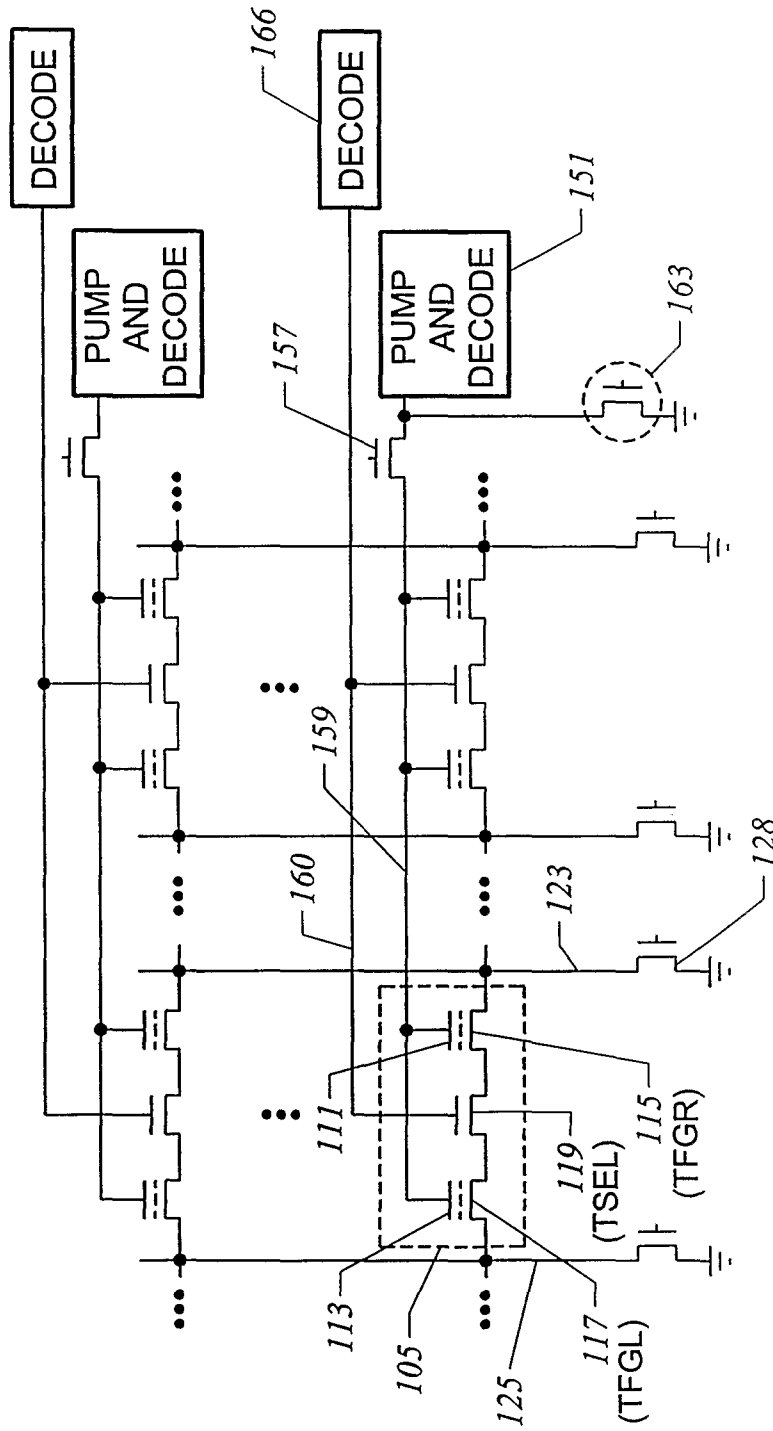 DECODE
166
DECODE
PUMP
AND
DECODE
151
PUMP
AND
DECODE
157
163
159
160
123
128
111
115
(TFGR)
119
(TSEL)
113
105
117
(TFGL)
125